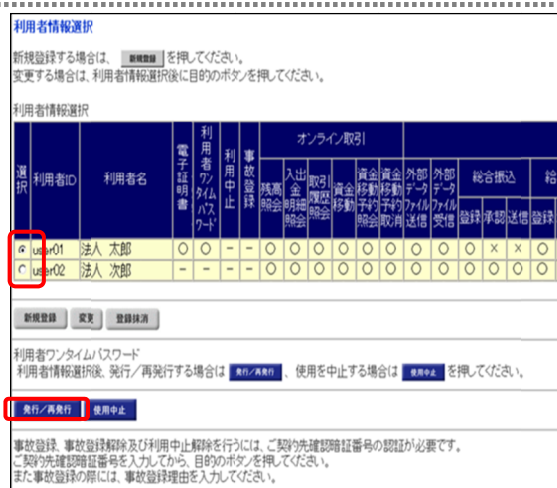 利用者情報選択
新規登録する場合は、 新規登録 を押してください。
変更する場合は、利用者情報選択後に目的のボタンを押してください。
利用者情報選択
選択 利用者ID 利用者名 電子証明書 利用者ワンタイムパスワード 利用中止 事故登録 オンライン取引 総合振込 給
残高照会 入出金明細照会 取引履歴照会 資金移動 資金移動予約照会 資金移動予約取消 外部データファイル送信 外部データファイル受信 登録 承認 送信 登録
user01 法人 太郎 ○ ○ - - ○ ○ ○ ○ ○ ○ ○ ○ ○ × × ○
user02 法人 次郎 - - - - ○ ○ ○ ○ ○ ○ ○ ○ ○ ○ ○ ○
新規登録 変更 登録抹消
利用者ワンタイムパスワード
利用者情報選択後、発行／再発行する場合は 発行／再発行 、使用を中止する場合は 使用中止 を押してください。
発行／再発行 使用中止
事故登録、事故登録解除及び利用中止解除を行うには、ご契約先確認暗証番号の認証が必要です。
ご契約先確認暗証番号を入力してから、目的のボタンを押してください。
また事故登録の際には、事故登録理由を入力してください。